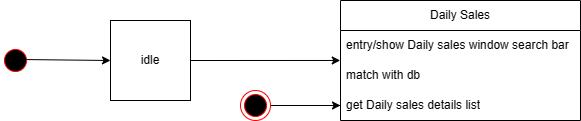 Daily Sales
idle
entry/show Daily sales window search bar
match with db
get Daily sales details list